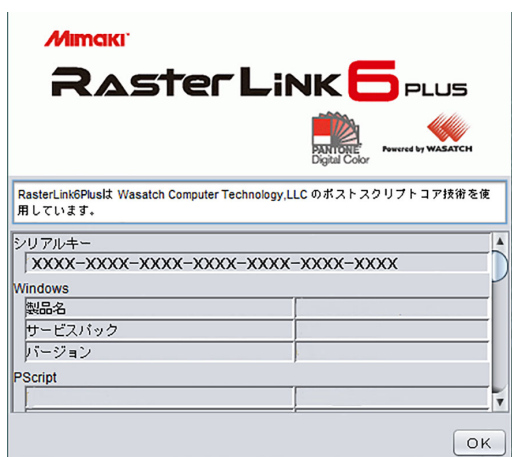 Mimaki
RasterLink6 PLUS
PANTONE
Digital Color
Powered by WASATCH
RasterLink6Plusは Wasatch Computer Technology,LLC のポストスクリプトコア技術を使
用しています。
シリアルキー
XXXX-XXXX-XXXX-XXXX-XXXX-XXXX-XXXX
Windows
製品名
サービスパック
バージョン
PScript
OK